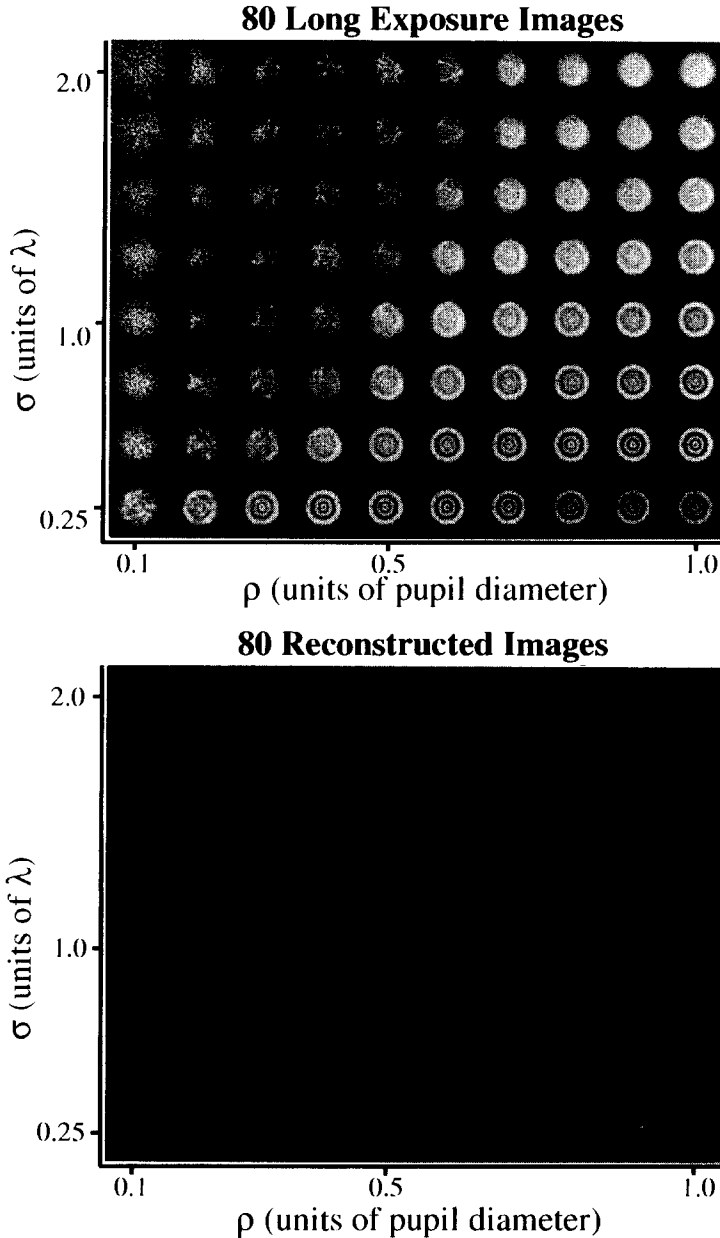 80 Long Exposure Images
2.0
1.0
0.25
σ (units of λ)
0.1 0.5 1.0
ρ (units of pupil diameter)
80 Reconstructed Images
2.0
1.0
0.25
σ (units of λ)
0.1 0.5 1.0
ρ (units of pupil diameter)